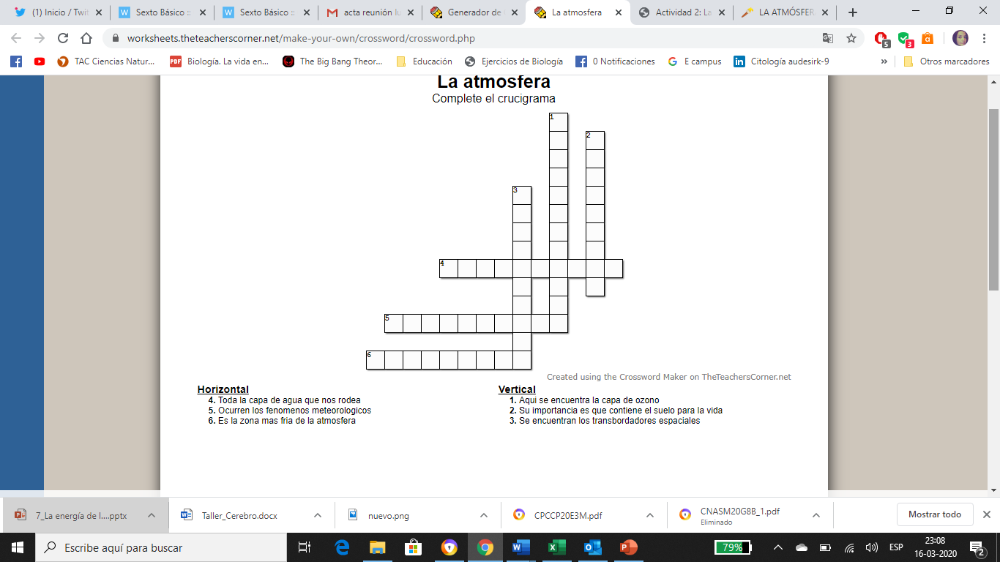 (1) Inicio / Twit
Sexto Básico ::
Sexto Básico ::
acta reunión lu
Generador de
La atmosfera
Actividad 2: La
LA ATMÓSFER
worksheets.theteacherscorner.net/make-your-own/crossword/crossword.php
5
3
TAC Ciencias Natur...
PDF
Biología. La vida en...
The Big Bang Theor...
Educación
Ejercicios de Biología
0 Notificaciones
E campus
Citología audesirk-9
»
Otros marcadores
La atmosfera
Complete el crucigrama
1
2
3
4
5
6
Created using the Crossword Maker on TheTeachersCorner.net
Horizontal
4. Toda la capa de agua que nos rodea
5. Ocurren los fenomenos meteorologicos
6. Es la zona mas fria de la atmosfera
Vertical
1. Aqui se encuentra la capa de ozono
2. Su importancia es que contiene el suelo para la vida
3. Se encuentran los transbordadores espaciales
7_La energía de l....pptx
Taller_Cerebro.docx
nuevo.png
CPCCP20E3M.pdf
CNASM20G8B_1.pdf
Eliminado
Mostrar todo
Escribe aquí para buscar
79%
ESP
23:08
16-03-2020
2